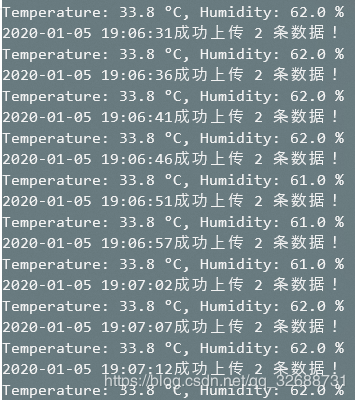 Temperature: 33.8 ºC, Humidity: 62.0 %
2020-01-05 19:06:31成功上传 2 条数据！
Temperature: 33.8 ºC, Humidity: 62.0 %
2020-01-05 19:06:36成功上传 2 条数据！
Temperature: 33.8 ºC, Humidity: 62.0 %
2020-01-05 19:06:41成功上传 2 条数据！
Temperature: 33.8 ºC, Humidity: 62.0 %
2020-01-05 19:06:46成功上传 2 条数据！
Temperature: 33.8 ºC, Humidity: 61.0 %
2020-01-05 19:06:51成功上传 2 条数据！
Temperature: 33.8 ºC, Humidity: 61.0 %
2020-01-05 19:06:57成功上传 2 条数据！
Temperature: 33.8 ºC, Humidity: 61.0 %
2020-01-05 19:07:02成功上传 2 条数据！
Temperature: 33.8 ºC, Humidity: 62.0 %
2020-01-05 19:07:07成功上传 2 条数据！
Temperature: 33.8 ºC, Humidity: 62.0 %
2020-01-05 19:07:12成功上传 2 条数据！
https://blog.csdn.net/qq_32688731
Temperature: 33.8 ºC, Humidity: 62.0 %